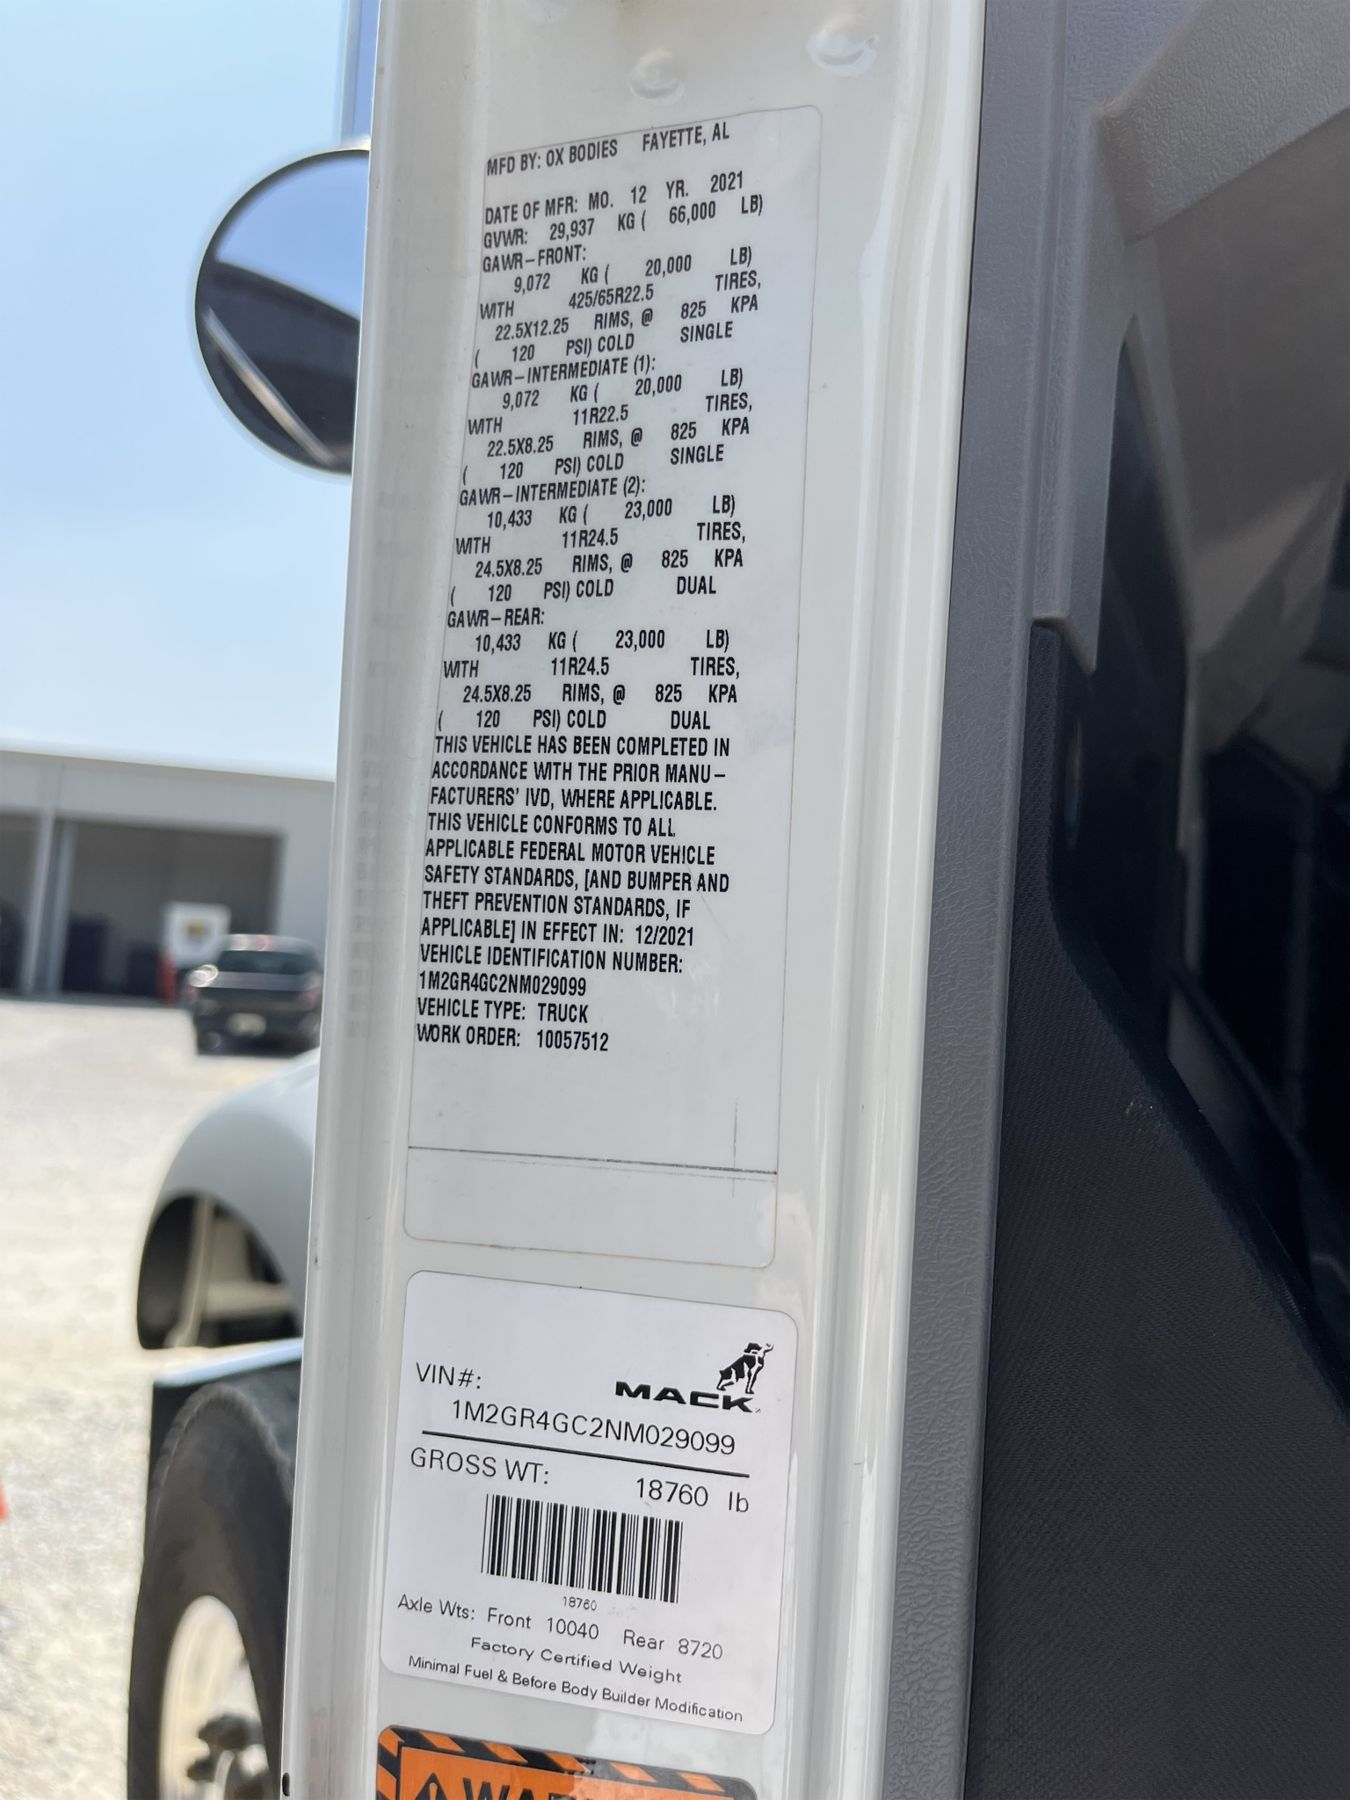 MFD BY: OX BODIES FAYETTE, AL
DATE OF MFR: MO. 12 YR. 2021
GVWR: 29,937 KG ( 66,000 LB)
GAWR-FRONT:
9,072 KG ( 20,000 LB)
WITH 425/65R22.5 TIRES,
22.5X12.25 RIMS, @ 825 KPA
( 120 PSI) COLD SINGLE
GAWR-INTERMEDIATE (1):
9,072 KG ( 20,000 LB)
WITH 11R22.5 TIRES,
22.5X8.25 RIMS, @ 825 KPA
( 120 PSI) COLD SINGLE
GAWR-INTERMEDIATE (2):
10,433 KG ( 23,000 LB)
WITH 11R24.5 TIRES,
24.5X8.25 RIMS, @ 825 KPA
( 120 PSI) COLD DUAL
GAWR-REAR:
10,433 KG ( 23,000 LB)
WITH 11R24.5 TIRES,
24.5X8.25 RIMS, @ 825 KPA
( 120 PSI) COLD DUAL
THIS VEHICLE HAS BEEN COMPLETED IN
ACCORDANCE WITH THE PRIOR MANU-
FACTURERS' IVD, WHERE APPLICABLE.
THIS VEHICLE CONFORMS TO ALL
APPLICABLE FEDERAL MOTOR VEHICLE
SAFETY STANDARDS, [AND BUMPER AND
THEFT PREVENTION STANDARDS, IF
APPLICABLE] IN EFFECT IN: 12/2021
VEHICLE IDENTIFICATION NUMBER:
1M2GR4GC2NM029099
VEHICLE TYPE: TRUCK
WORK ORDER: 10057512
MACK
VIN#:
1M2GR4GC2NM029099
GROSS WT: 18760 lb
18760
Axle Wts: Front 10040 Rear 8720
Factory Certified Weight
Minimal Fuel & Before Body Builder Modification